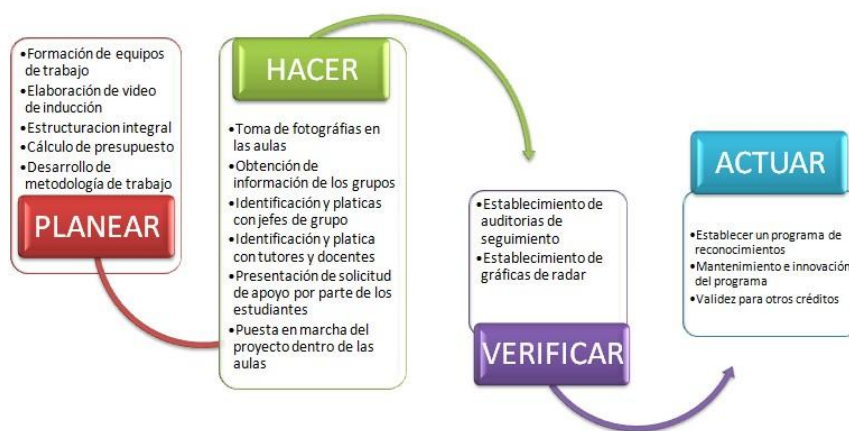 •Formación de equipos
de trabajo
•Elaboración de video
de inducción
•Estructuracion integral
•Cálculo de presupuesto
•Desarrollo de
metodología de trabajo
PLANEAR
HACER
•Toma de fotográfias en
las aulas
•Obtención de
información de los grupos
•Identificación y platicas
con jefes de grupo
•Identificación y platica
con tutores y docentes
•Presentación de solicitud
de apoyo por parte de los
estudiantes
•Puesta en marcha del
proyecto dentro de las
aulas
•Establecimiento de
auditorias de
seguimiento
•Establecimiento de
gráficas de radar
VERIFICAR
ACTUAR
•Establecer un programa de
reconocimientos
•Mantenimiento e innovación
del programa
•Validez para otros créditos